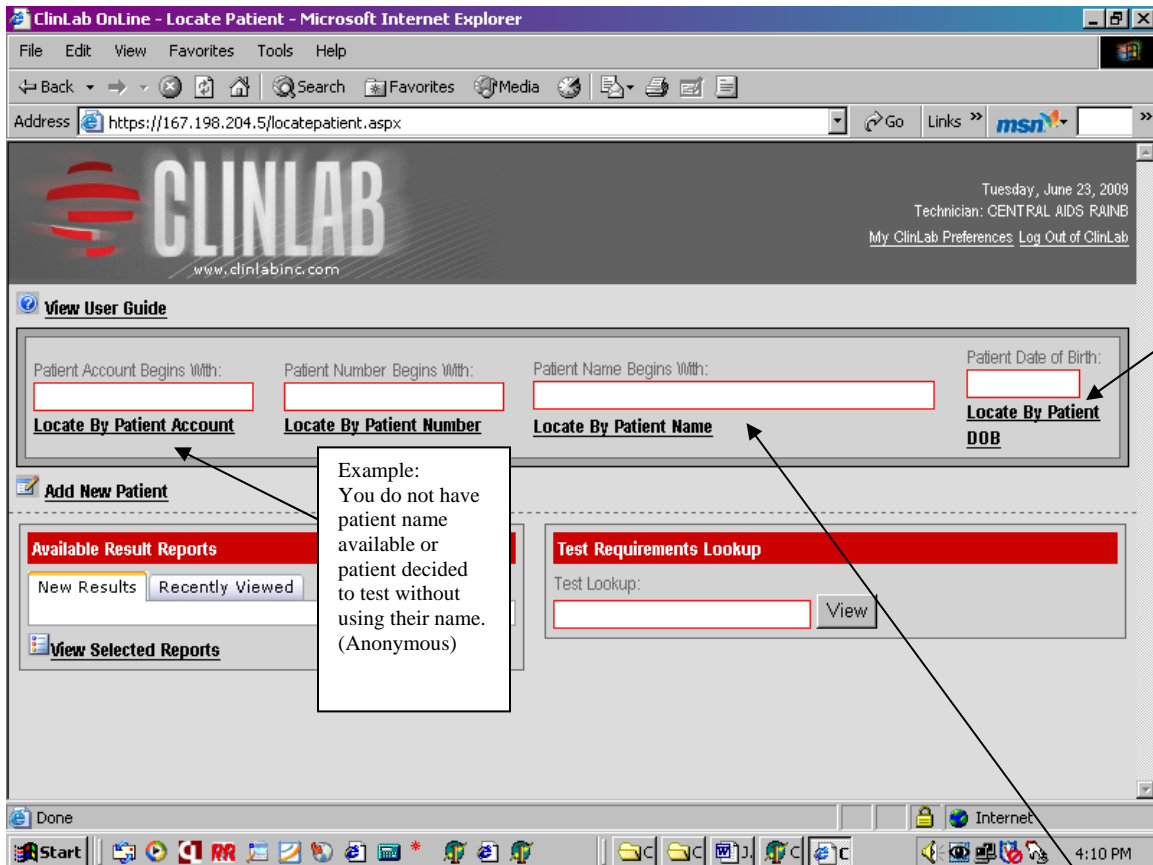 ClinLab OnLine - Locate Patient - Microsoft Internet Explorer
File Edit View Favorites Tools Help
Back Search Favorites Media
Address https://167.198.204.5/locatepatient.aspx Go Links » msn »
CLINLAB
www.clinlabinc.com
Tuesday, June 23, 2009
Technician: CENTRAL AIDS RAINB
My ClinLab Preferences Log Out of ClinLab
View User Guide
Patient Account Begins With: Patient Number Begins With: Patient Name Begins With: Patient Date of Birth:
Locate By Patient Account Locate By Patient Number Locate By Patient Name Locate By Patient
DOB
Example:
You do not have
patient name
available or
patient decided
to test without
using their name.
(Anonymous)
Add New Patient
Available Result Reports
New Results Recently Viewed
View Selected Reports
Test Requirements Lookup
Test Lookup:
View
Done Internet
Start RR * C C J. C C 4:10 PM